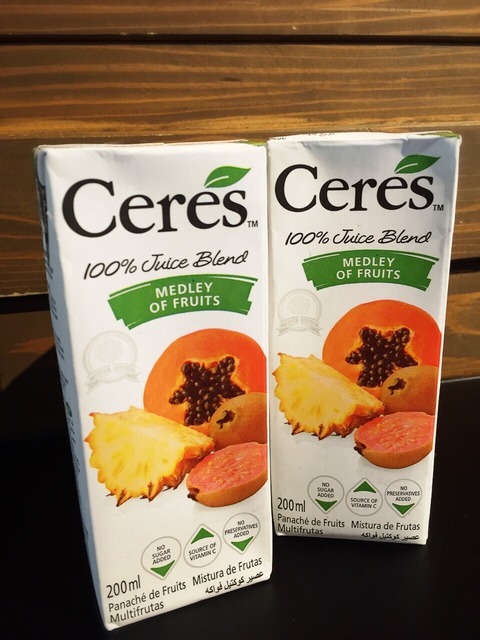 Ceres™
100% Juice Blend
MEDLEY
OF FRUITS
NO
SUGAR
ADDED
SOURCE OF
VITAMIN C
NO
PRESERVATIVES
ADDED
200ml
Panaché de Fruits Mistura de Frutas
Multifrutas عصير كوكتيل فواكه
Ceres™
100% Juice Blend
MEDLEY
OF FRUITS
NO
SUGAR
ADDED
SOURCE OF
VITAMIN C
NO
PRESERVATIVES
ADDED
200ml
Panaché de Fruits Mistura de Frutas
Multifrutas عصير كوكتيل فواكه